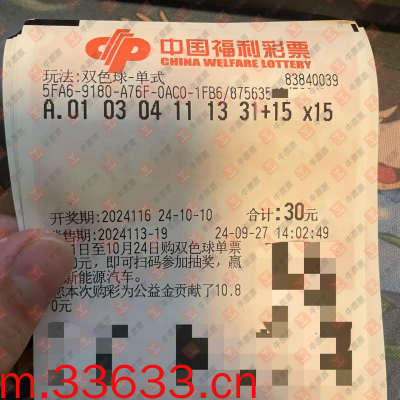 中国福利彩票
CHINA WELFARE LOTTERY
玩法:双色球-单式
83840039
5FA6-9180-A76F-0AC0-1FB6/875635
A.01 03 04 11 13 31+15 x15
开奖期:2024116 24-10-10 合计:30元
售期:2024113-19 24-09-27 14:02:49
1日至10月24日购双色球单票
0元，即可扫码参加抽奖，赢
新能源汽车。
您本次购彩为公益金贡献了10.8
0元
m.33633.cn